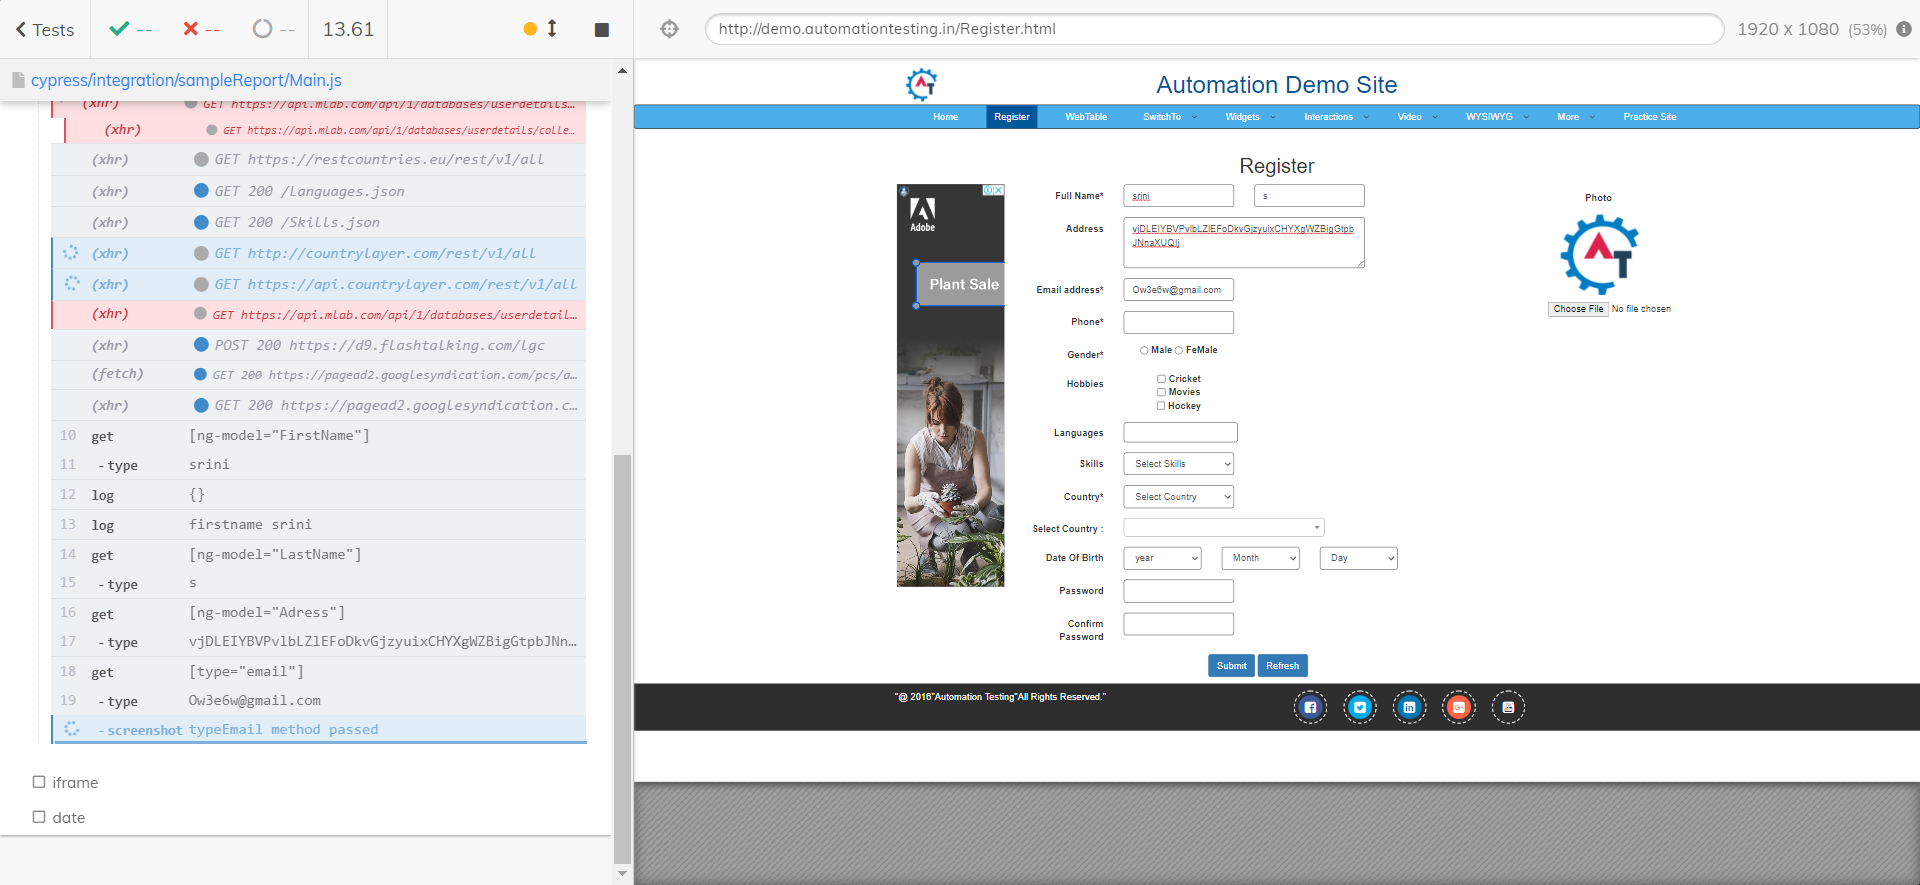 Tests
--
--
--
13.61
http://demo.automationtesting.in/Register.html
1920 x 1080 (53%)
cypress/integration/sampleReport/Main.js
(xhr) GET https://api.mlab.com/api/1/databases/userdetails…
(xhr) GET https://api.mlab.com/api/1/databases/userdetails/colle…
(xhr) GET https://restcountries.eu/rest/v1/all
(xhr) GET 200 /Languages.json
(xhr) GET 200 /Skills.json
(xhr) GET http://countrylayer.com/rest/v1/all
(xhr) GET https://api.countrylayer.com/rest/v1/all
(xhr) GET https://api.mlab.com/api/1/databases/userdetail…
(xhr) POST 200 https://d9.flashtalking.com/lgc
(fetch) GET 200 https://pagead2.googlesyndication.com/pcs/a…
(xhr) GET 200 https://pagead2.googlesyndication.c…
10 get [ng-model="FirstName"]
11 - type srini
12 log {}
13 log firstname srini
14 get [ng-model="LastName"]
15 - type s
16 get [ng-model="Adress"]
17 - type vjDLEIYBVPvlbLZlEFoDkvGjzyuixCHYXgWZBigGtpbJNn…
18 get [type="email"]
19 - type Ow3e6w@gmail.com
- screenshot typeEmail method passed
iframe
date
Automation Demo Site
Home Register WebTable SwitchTo Widgets Interactions Video WYSIWYG More Practice Site
Register
Adobe
Plant Sale
Full Name* srini s
Address vjDLEIYBVPvlbLZlEFoDkvGjzyuixCHYXgWZBigGtpb
JNnaXUQlj
Email address* Ow3e6w@gmail.com
Phone*
Gender* Male FeMale
Hobbies Cricket
Movies
Hockey
Languages
Skills Select Skills
Country* Select Country
Select Country :
Date Of Birth year Month Day
Password
Confirm
Password
Submit Refresh
Photo
AT
Choose File No file chosen
"@ 2016"Automation Testing"All Rights Reserved."